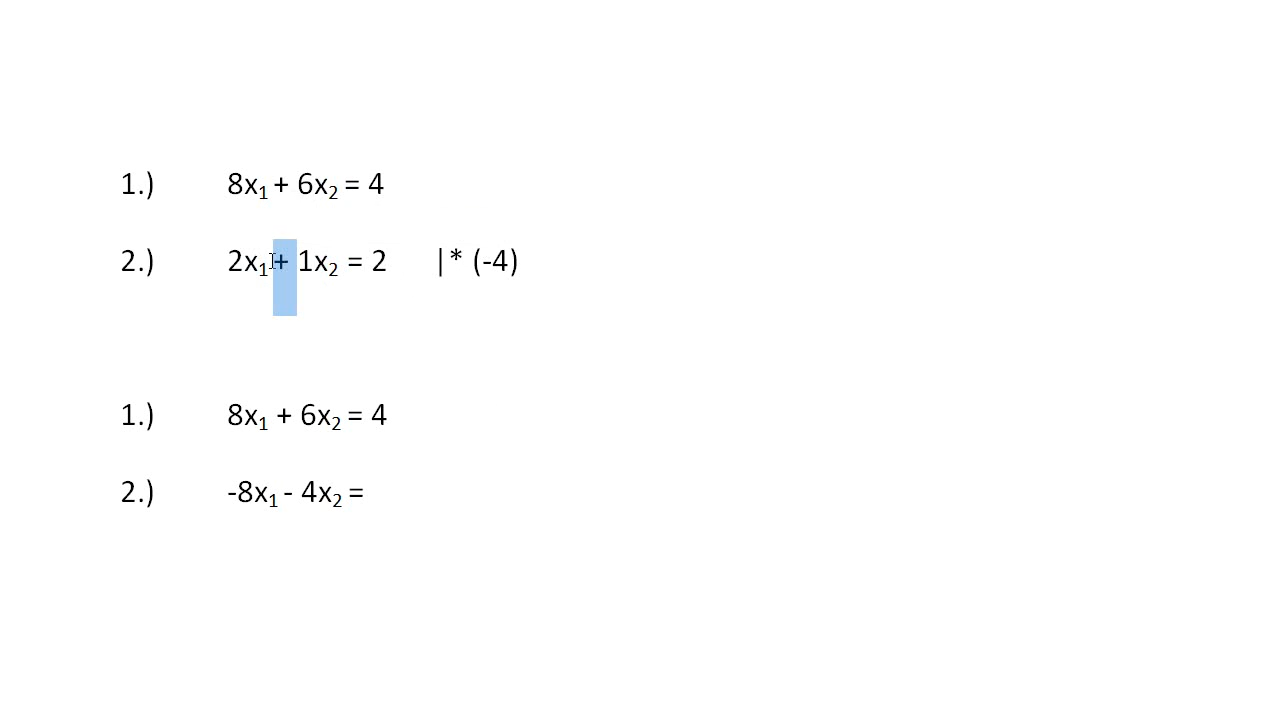 1.) 8x₁ + 6x₂ = 4
2.) 2x₁ + 1x₂ = 2 |* (-4)
1.) 8x₁ + 6x₂ = 4
2.) -8x₁ - 4x₂ =